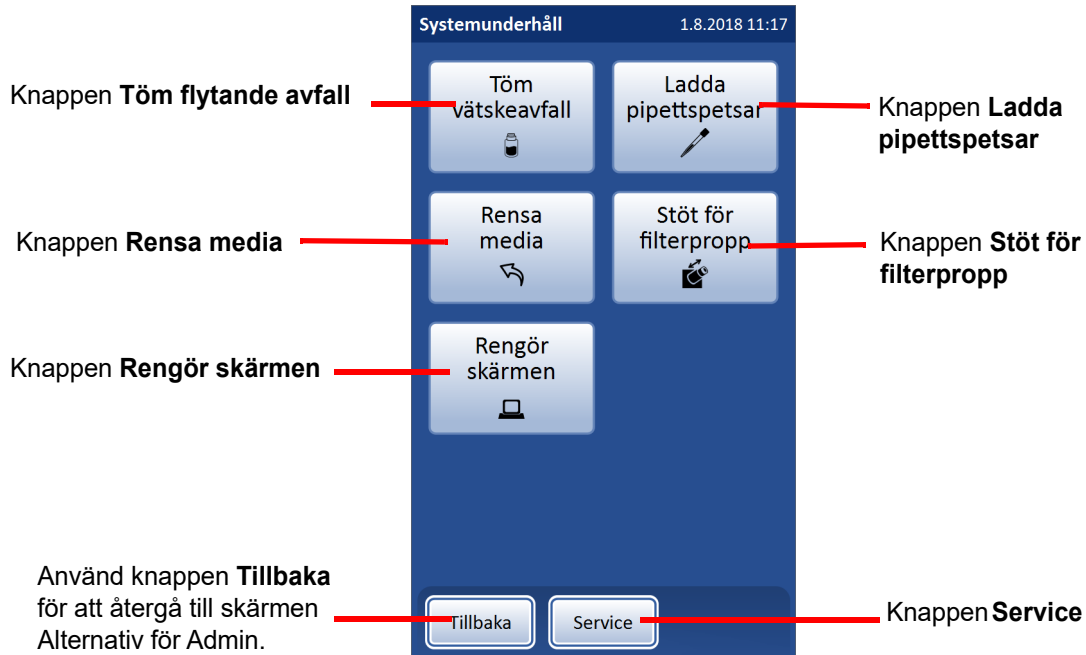 Systemunderhåll 1.8.2018 11:17
Knappen Töm flytande avfall
Töm
vätskeavfall
Ladda
pipettspetsar
Knappen Ladda
pipettspetsar
Knappen Rensa media
Rensa
media
Stöt för
filterpropp
Knappen Stöt för
filterpropp
Knappen Rengör skärmen
Rengör
skärmen
Använd knappen Tillbaka
för att återgå till skärmen
Alternativ för Admin.
Tillbaka
Service
Knappen Service